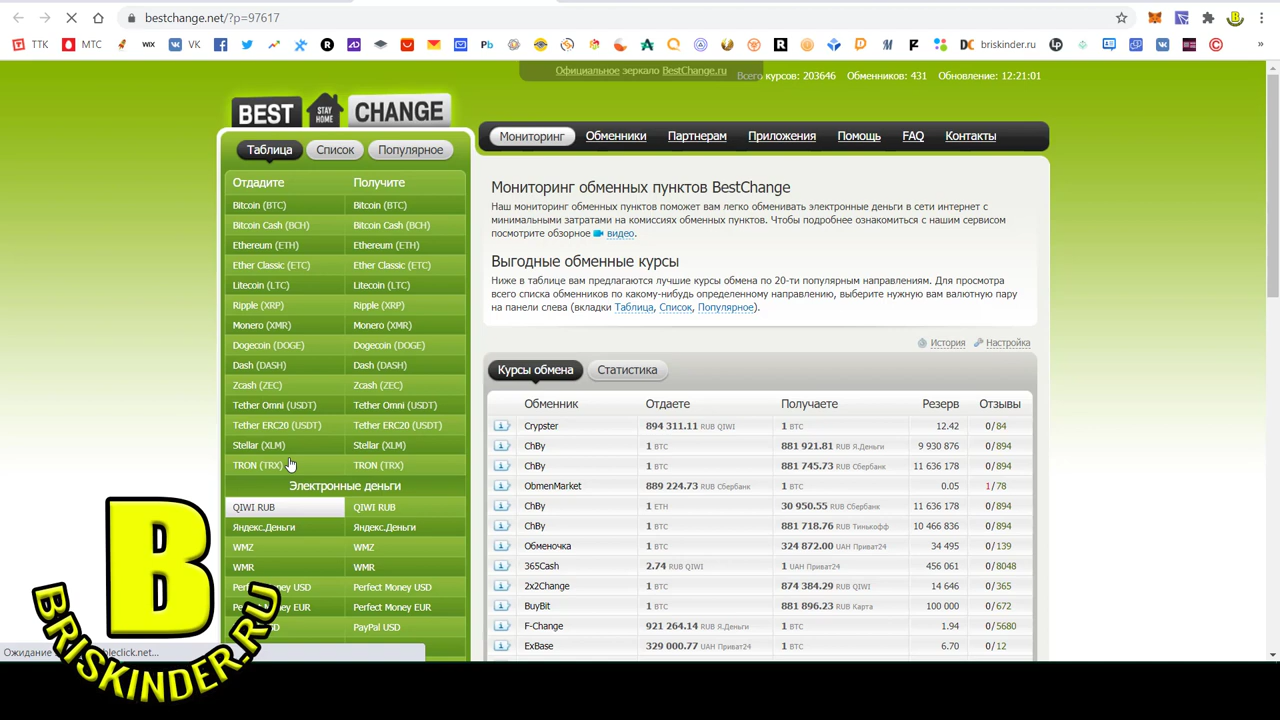 bestchange.net/?p=97617
ТТК
МТС
VK
briskinder.ru
Официальное зеркало BestChange.ru
Всего курсов: 203646 Обменников: 431 Обновление: 12:21:01
BEST STAY HOME CHANGE
Мониторинг Обменники Партнерам Приложения Помощь FAQ Контакты
Таблица Список Популярное
Отдадите Получите
Bitcoin (BTC) Bitcoin (BTC)
Bitcoin Cash (BCH) Bitcoin Cash (BCH)
Ethereum (ETH) Ethereum (ETH)
Ether Classic (ETC) Ether Classic (ETC)
Litecoin (LTC) Litecoin (LTC)
Ripple (XRP) Ripple (XRP)
Monero (XMR) Monero (XMR)
Dogecoin (DOGE) Dogecoin (DOGE)
Dash (DASH) Dash (DASH)
Zcash (ZEC) Zcash (ZEC)
Tether Omni (USDT) Tether Omni (USDT)
Tether ERC20 (USDT) Tether ERC20 (USDT)
Stellar (XLM) Stellar (XLM)
TRON (TRX) TRON (TRX)
Электронные деньги
QIWI RUB QIWI RUB
Яндекс.Деньги Яндекс.Деньги
WMZ WMZ
WMR WMR
Perfect Money USD Perfect Money USD
Perfect Money EUR Perfect Money EUR
PayPal USD
Мониторинг обменных пунктов BestChange
Наш мониторинг обменных пунктов поможет вам легко обменивать электронные деньги в сети интернет с
минимальными затратами на комиссиях обменных пунктов. Чтобы подробнее ознакомиться с нашим сервисом
посмотрите обзорное видео.
Выгодные обменные курсы
Ниже в таблице вам предлагаются лучшие курсы обмена по 20-ти популярным направлениям. Для просмотра
всего списка обменников по какому-нибудь определенному направлению, выберите нужную вам валютную пару
на панели слева (вкладки Таблица, Список, Популярное).
История Настройка
Курсы обмена Статистика
Обменник Отдаете Получаете Резерв Отзывы
Crypster 894 311.11 RUB QIWI 1 BTC 12.42 0/84
ChBy 1 BTC 881 921.81 RUB Я.Деньги 9 930 876 0/894
ChBy 1 BTC 881 745.73 RUB Сбербанк 11 636 178 0/894
ObmenMarket 889 224.73 RUB Сбербанк 1 BTC 0.05 1/78
ChBy 1 ETH 30 950.55 RUB Сбербанк 11 636 178 0/894
ChBy 1 BTC 881 718.76 RUB Тинькофф 10 466 836 0/894
Обменочка 1 BTC 324 872.00 UAH Приват24 34 495 0/139
365Cash 2.74 RUB QIWI 1 UAH Приват24 456 061 0/8048
2x2Change 1 BTC 874 384.29 RUB QIWI 14 646 0/365
BuyBit 1 BTC 881 896.23 RUB Карта 100 000 0/672
F-Change 921 264.14 RUB Я.Деньги 1 BTC 1.94 0/5680
ExBase 329 000.77 UAH Приват24 1 BTC 6.70 0/12
B
BRISKINDER.RU